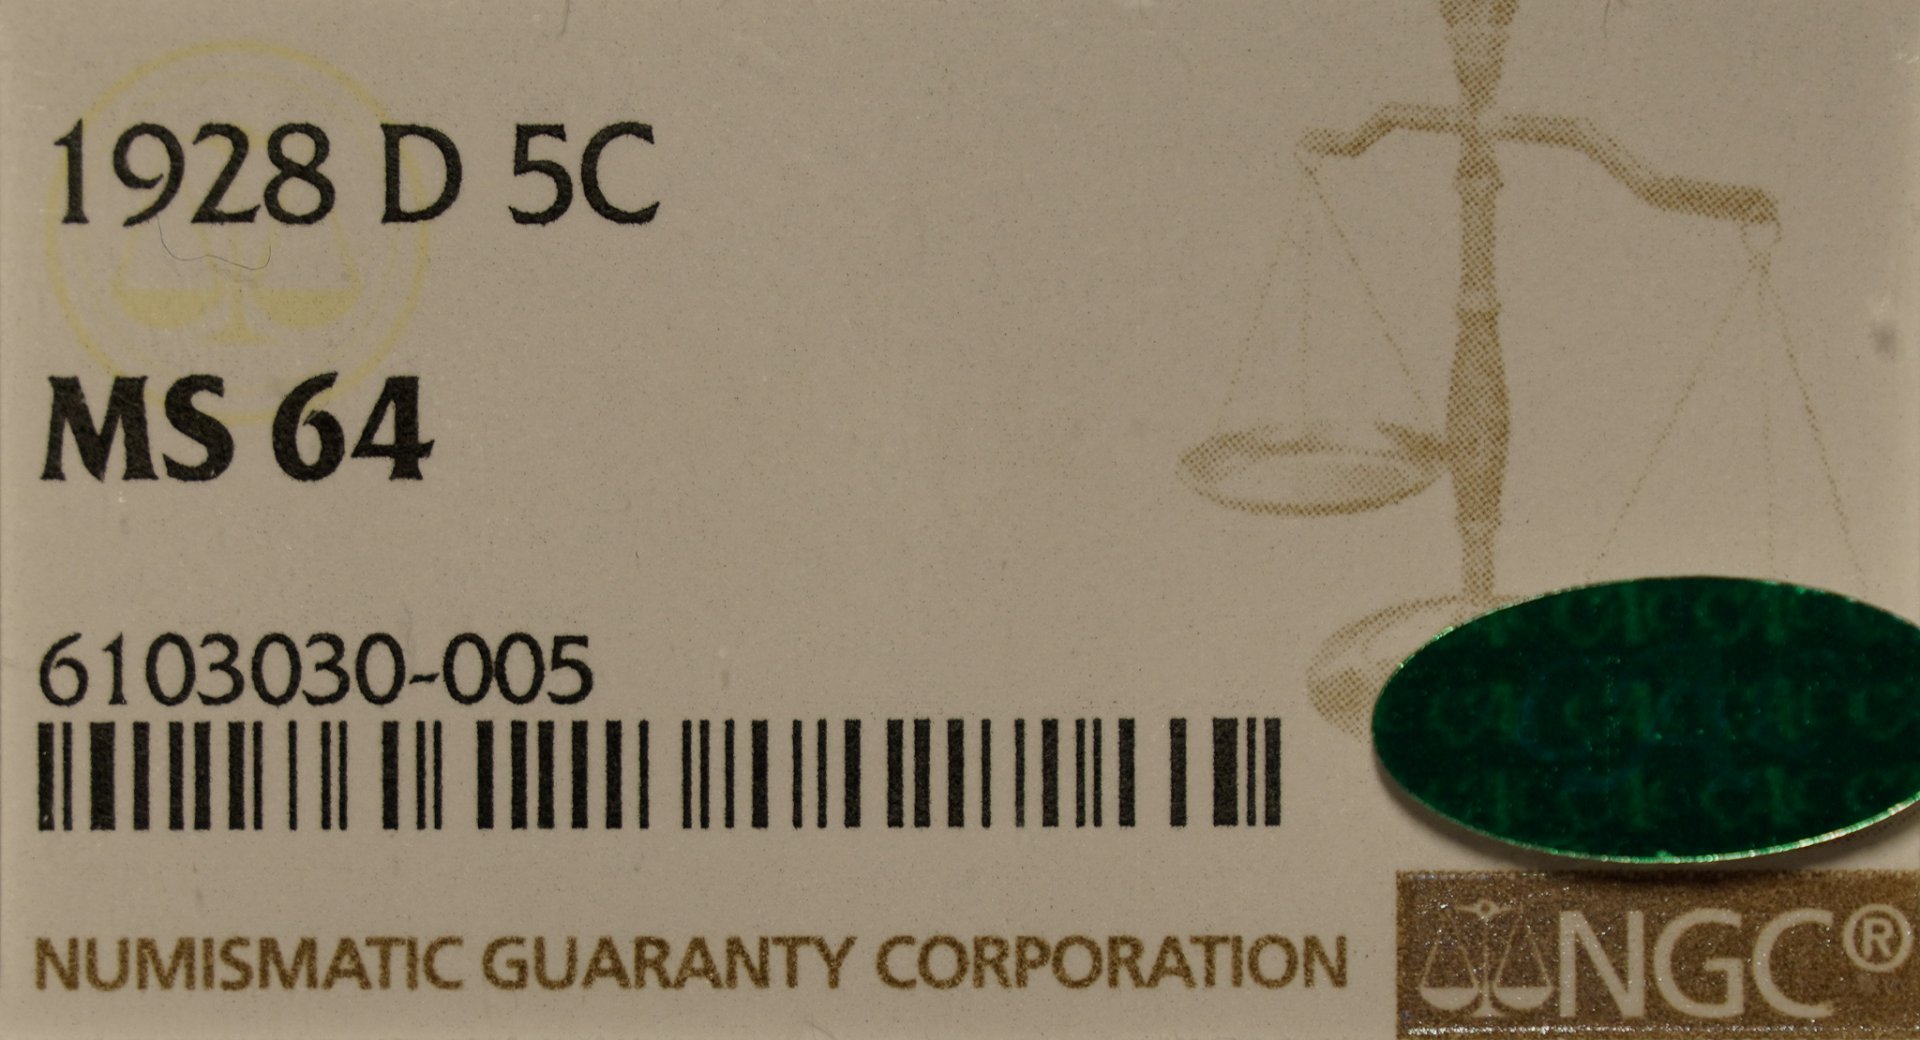 1928 D 5C
MS 64
6103030-005
NUMISMATIC GUARANTY CORPORATION
NGC®